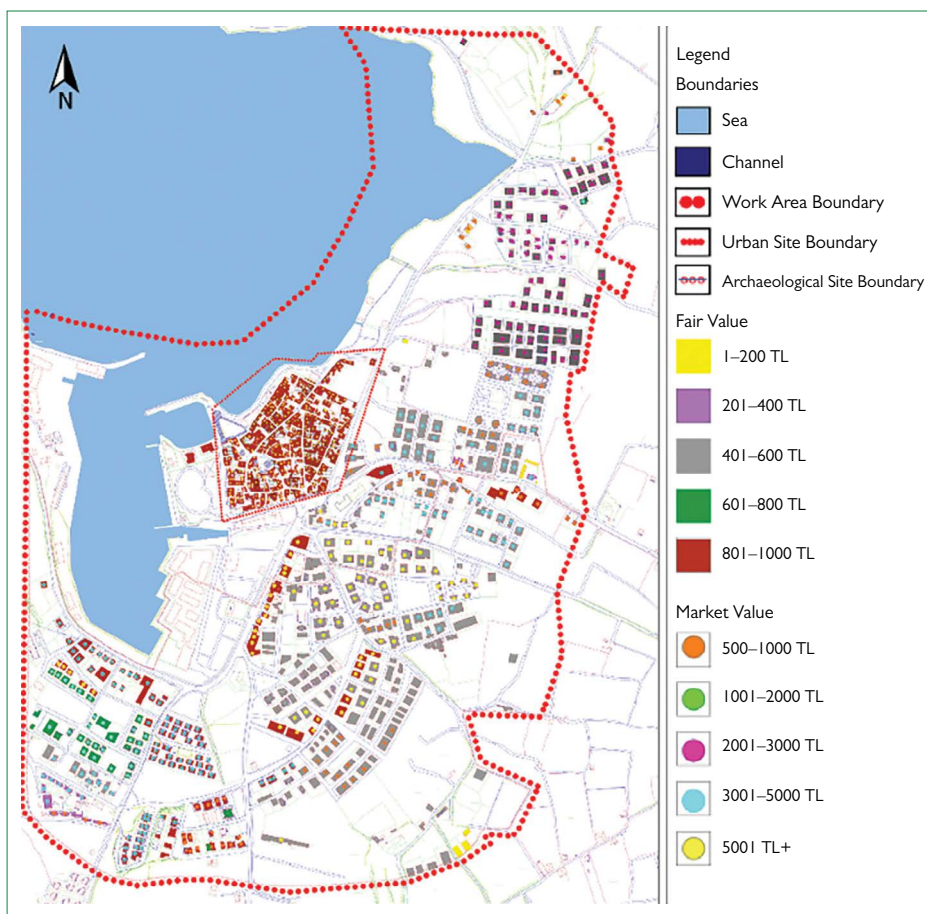 N
Legend
Boundaries
Sea
Channel
Work Area Boundary
Urban Site Boundary
Archaeological Site Boundary
Fair Value
1–200 TL
201–400 TL
401–600 TL
601–800 TL
801–1000 TL
Market Value
500–1000 TL
1001–2000 TL
2001–3000 TL
3001–5000 TL
5001 TL+